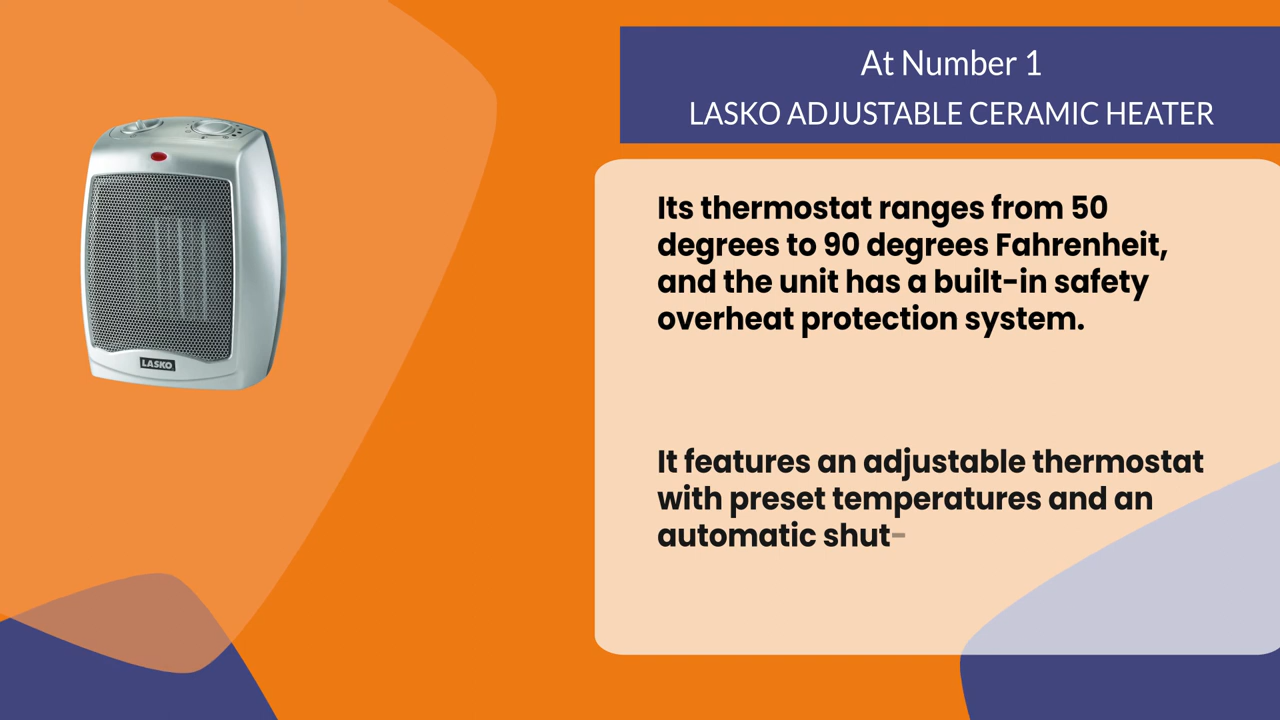 At Number 1
LASKO ADJUSTABLE CERAMIC HEATER
Its thermostat ranges from 50
degrees to 90 degrees Fahrenheit,
and the unit has a built-in safety
overheat protection system.
It features an adjustable thermostat
with preset temperatures and an
automatic shut-
LASKO